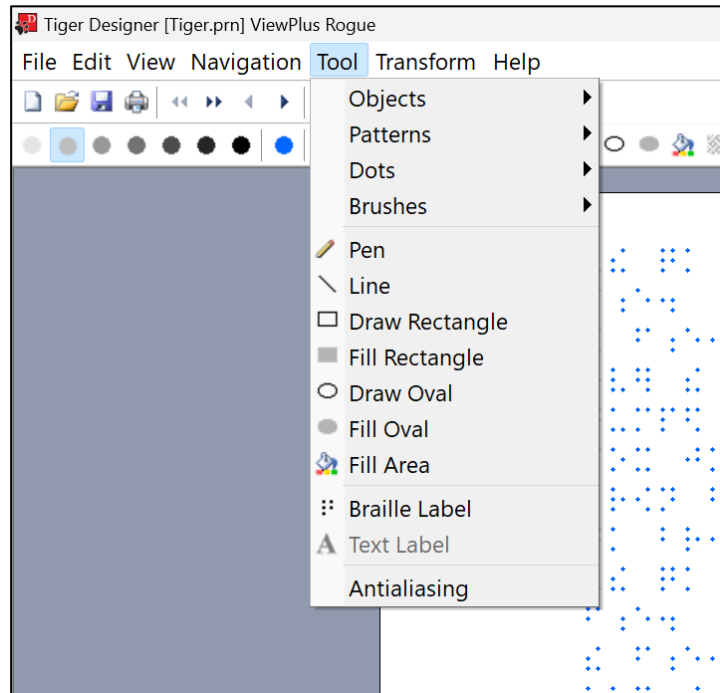 Tiger Designer [Tiger.prn] ViewPlus Rogue
File Edit View Navigation Tool Transform Help
Objects
Patterns
Dots
Brushes
Pen
Line
Draw Rectangle
Fill Rectangle
Draw Oval
Fill Oval
Fill Area
Braille Label
A Text Label
Antialiasing